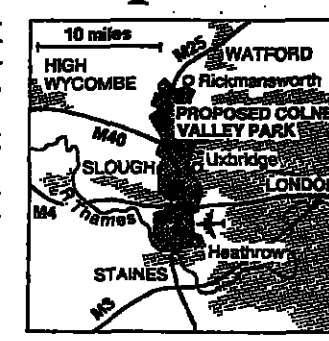 10 miles
M25
WATFORD
HIGH
WYCOMBE
Rickmansworth
PROPOSED COLNE
VALLEY PARK
M40
SLOUGH
Uxbridge
LONDON
M4
R. Thames
Heathrow
STAINES
M3